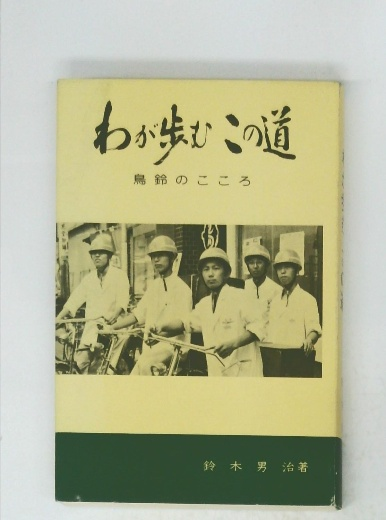 わが歩む この道
鳥鈴のこころ
鈴木男治著